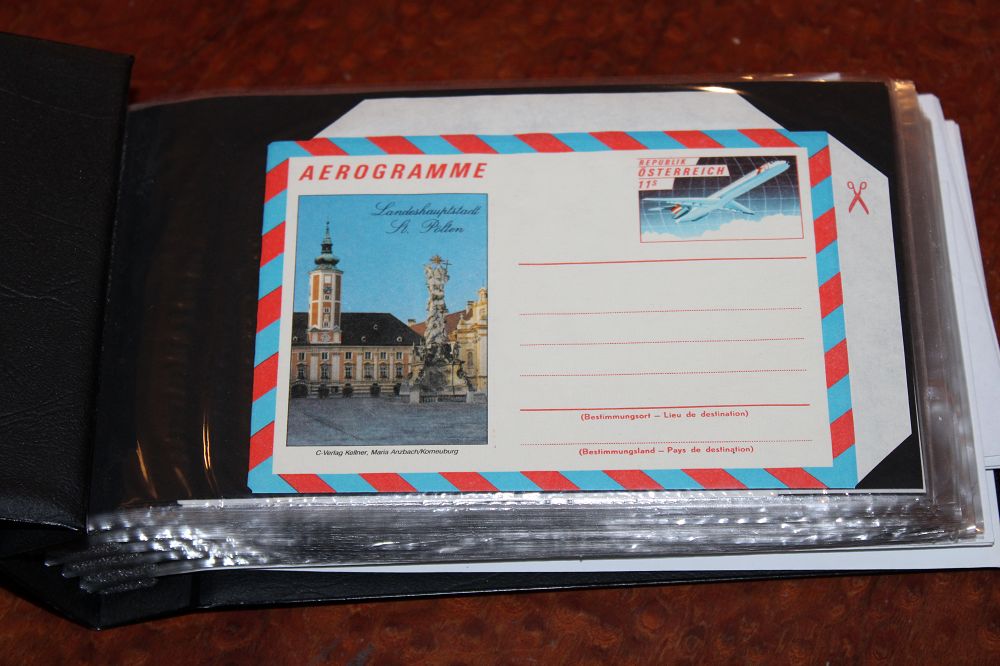 AEROGRAMME
REPUBLIK
ÖSTERREICH
11S
Landeshauptstadt
St. Pölten
(Bestimmungsort – Lieu de destination)
(Bestimmungsland – Pays de destination)
C-Verlag Kellner, Maria Anzbach/Korneuburg